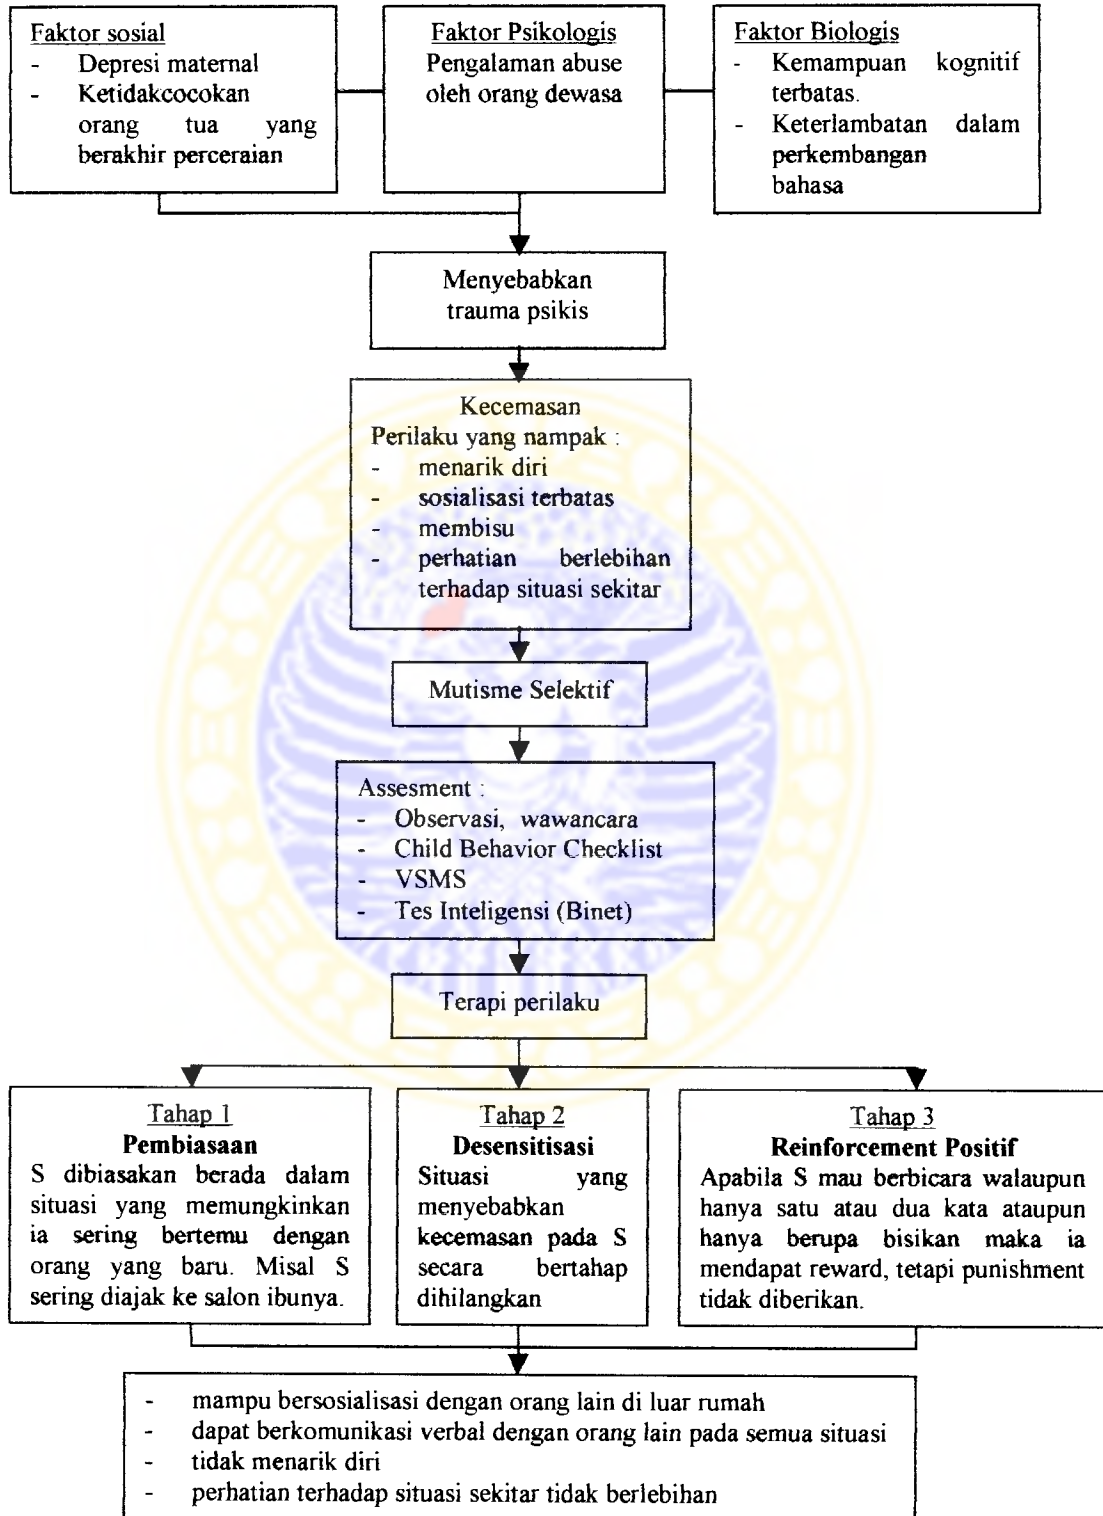 Faktor sosial
- Depresi maternal
- Ketidakcocokan
orang tua yang
berakhir perceraian
Faktor Psikologis
Pengalaman abuse
oleh orang dewasa
Faktor Biologis
- Kemampuan kognitif
terbatas.
- Keterlambatan dalam
perkembangan
bahasa
Menyebabkan
trauma psikis
Kecemasan
Perilaku yang nampak :
- menarik diri
- sosialisasi terbatas
- membisu
- perhatian berlebihan
terhadap situasi sekitar
Mutisme Selektif
Assesment :
- Observasi, wawancara
- Child Behavior Checklist
- VSMS
- Tes Inteligensi (Binet)
Terapi perilaku
Tahap 1
Pembiasaan
S dibiasakan berada dalam
situasi yang memungkinkan
ia sering bertemu dengan
orang yang baru. Misal S
sering diajak ke salon ibunya.
Tahap 2
Desensitisasi
Situasi yang
menyebabkan
kecemasan pada S
secara bertahap
dihilangkan
Tahap 3
Reinforcement Positif
Apabila S mau berbicara walaupun
hanya satu atau dua kata ataupun
hanya berupa bisikan maka ia
mendapat reward, tetapi punishment
tidak diberikan.
- mampu bersosialisasi dengan orang lain di luar rumah
- dapat berkomunikasi verbal dengan orang lain pada semua situasi
- tidak menarik diri
- perhatian terhadap situasi sekitar tidak berlebihan